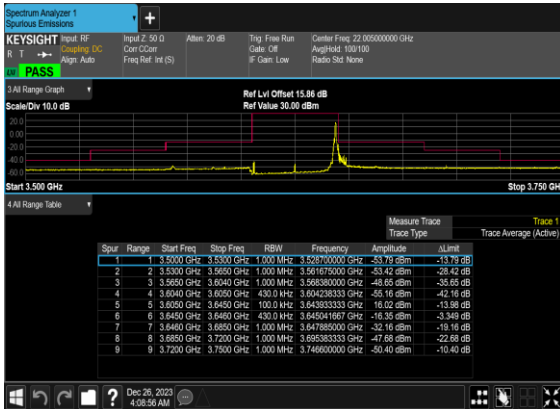 Spectrum Analyzer 1
Spurious Emissions
+
KEYSIGHT Input: RF Input Z: 50 Ω Atten: 20 dB Trig: Free Run Center Freq: 22.005000000 GHz
R T Coupling: DC Corr CCorr Gate: Off Avg|Hold: 100/100
Align: Auto Freq Ref: Int (S) IF Gain: Low Radio Std: None
PASS
3 All Range Graph
Ref Lvl Offset 15.86 dB
Scale/Div 10.0 dB Ref Value 30.00 dBm
20.0
0.00
-20.0
-40.0
-60.0
Start 3.500 GHz Stop 3.750 GH
4 All Range Table
Measure Trace Trace 1
Trace Type Trace Average (Active)
Spur Range Start Freq Stop Freq RBW Frequency Amplitude ΔLimit
1 1 3.5000 GHz 3.5300 GHz 1.000 MHz 3.528700000 GHz -53.79 dBm -13.79 dB
2 2 3.5300 GHz 3.5650 GHz 1.000 MHz 3.561675000 GHz -53.42 dBm -28.42 dB
3 3 3.5650 GHz 3.6040 GHz 1.000 MHz 3.568380000 GHz -48.65 dBm -35.65 dB
4 4 3.6040 GHz 3.6050 GHz 430.0 kHz 3.604238333 GHz -55.16 dBm -42.16 dB
5 5 3.6050 GHz 3.6450 GHz 100.0 kHz 3.643933333 GHz 16.02 dBm -13.98 dB
6 6 3.6450 GHz 3.6460 GHz 430.0 kHz 3.645041667 GHz -16.35 dBm -3.349 dB
7 7 3.6460 GHz 3.6850 GHz 1.000 MHz 3.647885000 GHz -32.16 dBm -19.16 dB
8 8 3.6850 GHz 3.7200 GHz 1.000 MHz 3.695383333 GHz -47.68 dBm -22.68 dB
9 9 3.7200 GHz 3.7500 GHz 1.000 MHz 3.746600000 GHz -50.40 dBm -10.40 dB
? Dec 26, 2023
4:08:56 AM